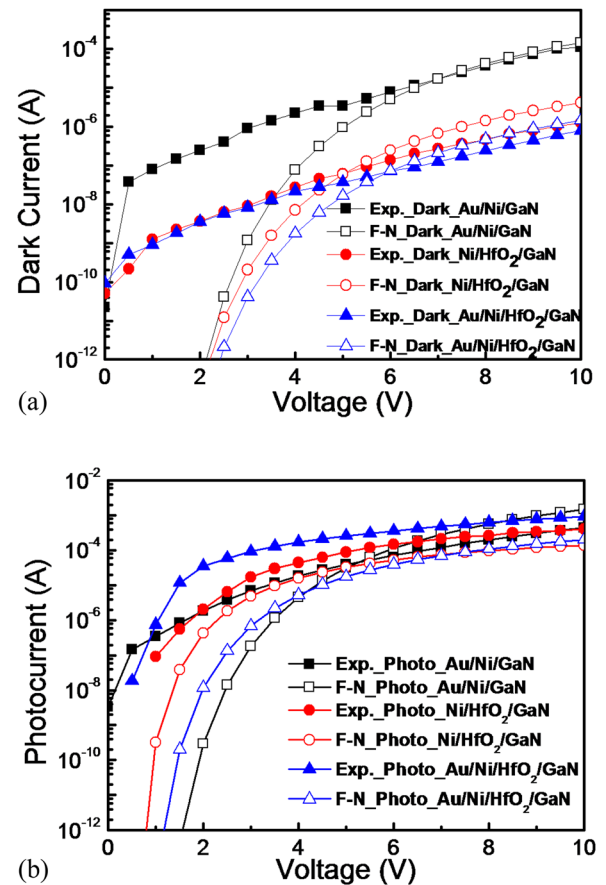 10⁻⁴
10⁻⁶
10⁻⁸
10⁻¹⁰
10⁻¹²
Dark Current (A)
Exp._Dark_Au/Ni/GaN
F-N_Dark_Au/Ni/GaN
Exp._Dark_Ni/HfO₂/GaN
F-N_Dark_Ni/HfO₂/GaN
Exp._Dark_Au/Ni/HfO₂/GaN
F-N_Dark_Au/Ni/HfO₂/GaN
0 2 4 6 8 10
(a) Voltage (V)
10⁻²
10⁻⁴
10⁻⁶
10⁻⁸
10⁻¹⁰
10⁻¹²
Photocurrent (A)
Exp._Photo_Au/Ni/GaN
F-N_Photo_Au/Ni/GaN
Exp._Photo_Ni/HfO₂/GaN
F-N_Photo_Ni/HfO₂/GaN
Exp._Photo_Au/Ni/HfO₂/GaN
F-N_Photo_Au/Ni/HfO₂/GaN
0 2 4 6 8 10
(b) Voltage (V)